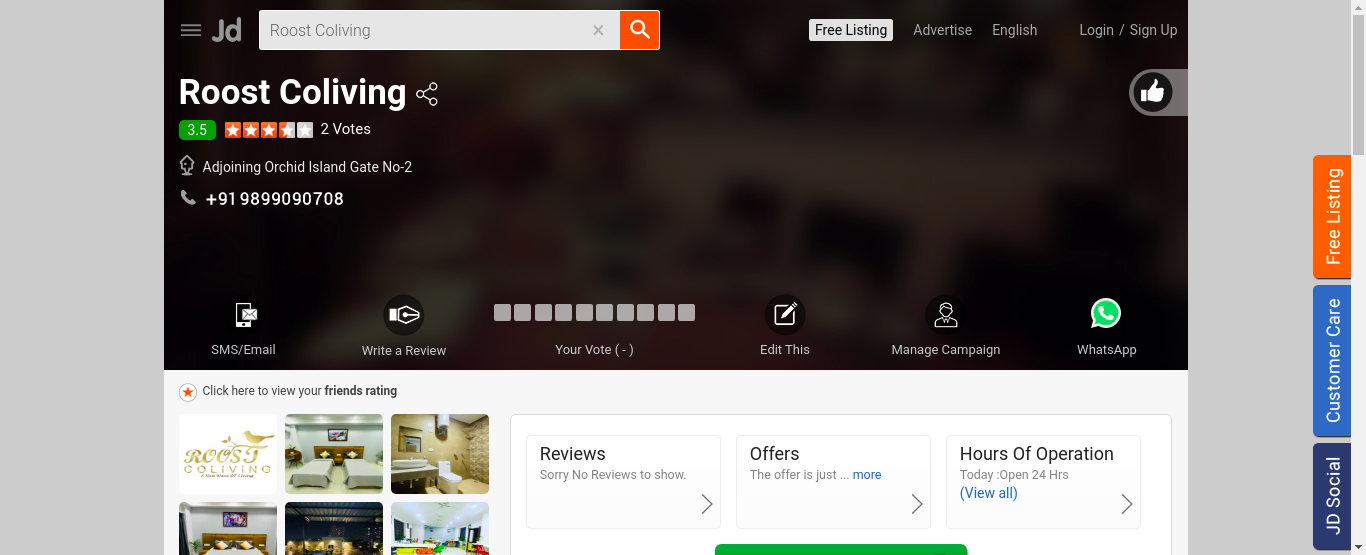 Jd
Roost Coliving
Free Listing
Advertise
English
Login / Sign Up
Roost Coliving
3.5
2 Votes
Adjoining Orchid Island Gate No-2
+91 9899090708
SMS/Email
Write a Review
Your Vote ( - )
Edit This
Manage Campaign
WhatsApp
Click here to view your friends rating
ROOST
COLIVING
Reviews
Sorry No Reviews to show.
Offers
The offer is just ... more
Hours Of Operation
Today :Open 24 Hrs
(View all)
Free Listing
Customer Care
JD Social